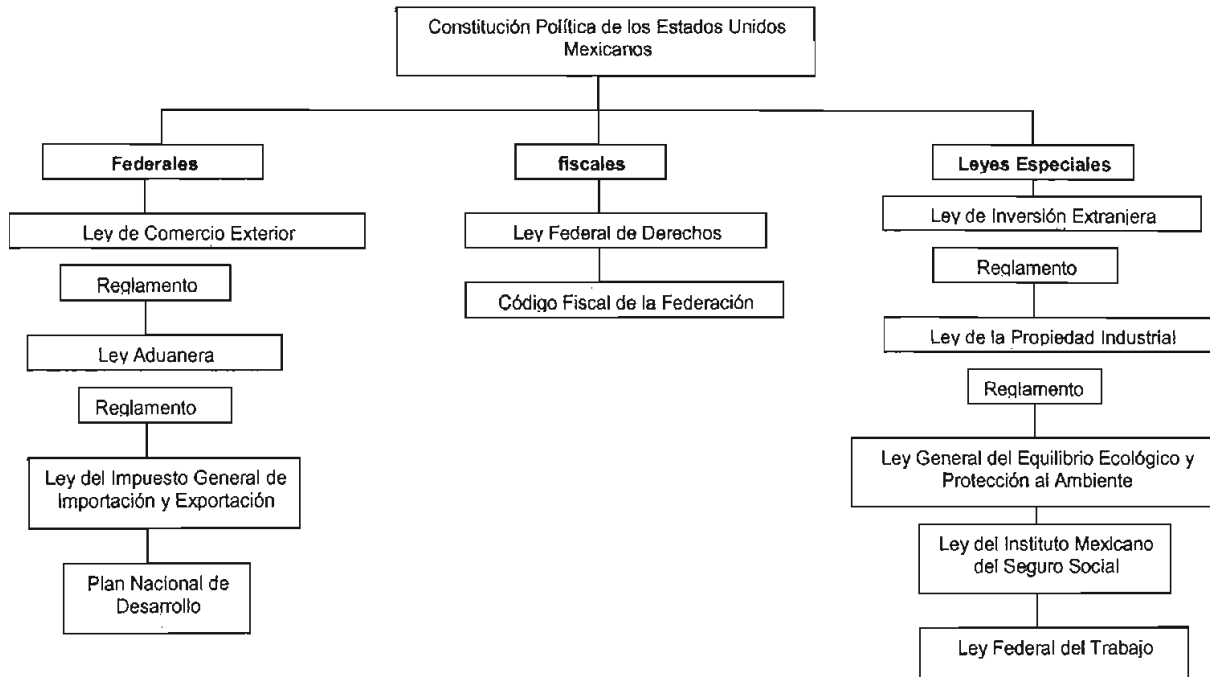 Constitución Política de los Estados Unidos
Mexicanos
Federales
Ley de Comercio Exterior
Reglamento
Ley Aduanera
Reglamento
Ley del Impuesto General de
Importación y Exportación
Plan Nacional de
Desarrollo
fiscales
Ley Federal de Derechos
Código Fiscal de la Federación
Leyes Especiales
Ley de Inversión Extranjera
Reglamento
Ley de la Propiedad Industrial
Reglamento
Ley General del Equilibrio Ecológico y
Protección al Ambiente
Ley del Instituto Mexicano
del Seguro Social
Ley Federal del Trabajo